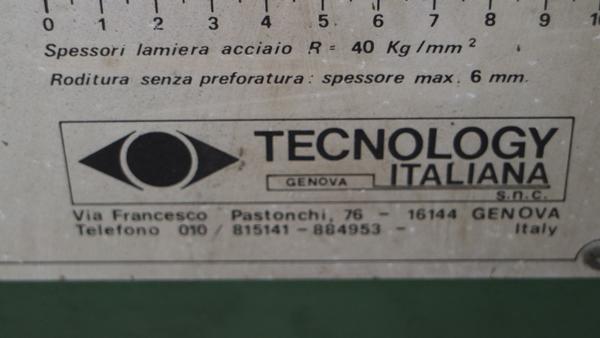 0 1 2 3 4 5 6 7 8 9
Spessori lamiera acciaio R = 40 Kg/mm²
Roditura senza preforatura: spessore max. 6 mm.
TECNOLOGY
GENOVA ITALIANA
s.n.c.
Via Francesco Pastonchi, 76 - 16144 GENOVA
Telefono 010 / 815141 - 884953 - Italy